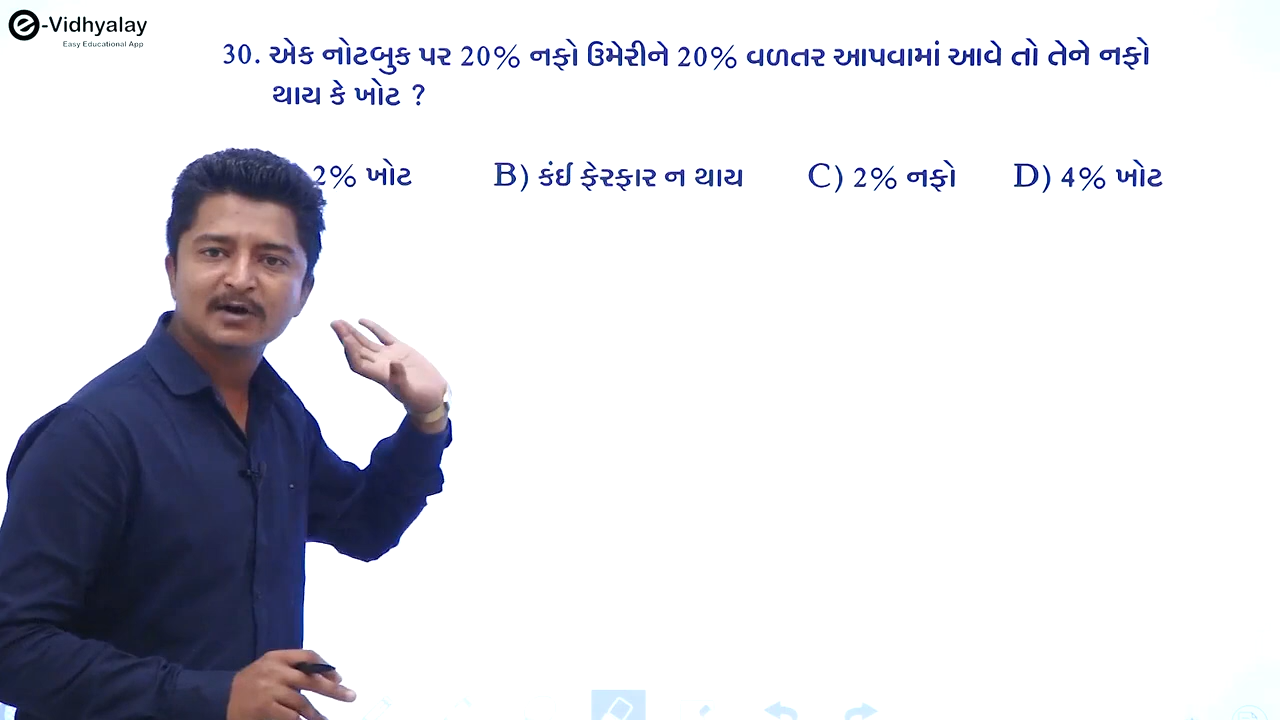 e-Vidhyalay
Easy Educational App
30. એક નોટબુક પર 20% નફો ઉમેરીને 20% વળતર આપવામાં આવે તો તેને નફો
થાય કે ખોટ ?
2% ખોટ B) કંઈ ફેરફાર ન થાય C) 2% નફો D) 4% ખોટ